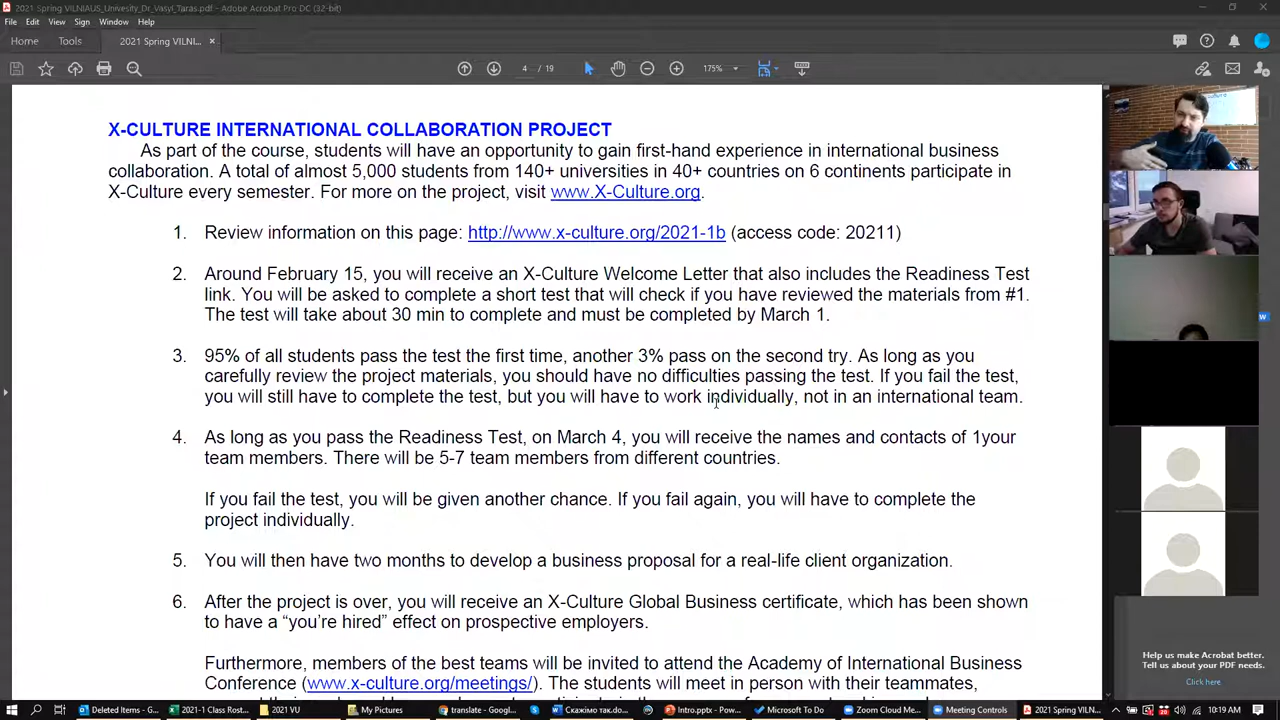 2021 Spring VILNIAUS_Univesity_Dr_Vasyl_Taras.pdf - Adobe Acrobat Pro DC (32-bit)
File Edit View Sign Window Help
Home Tools 2021 Spring VILNI... ×
4 / 19 175%
X-CULTURE INTERNATIONAL COLLABORATION PROJECT
As part of the course, students will have an opportunity to gain first-hand experience in international business
collaboration. A total of almost 5,000 students from 140+ universities in 40+ countries on 6 continents participate in
X-Culture every semester. For more on the project, visit www.X-Culture.org.
1. Review information on this page: http://www.x-culture.org/2021-1b (access code: 20211)
2. Around February 15, you will receive an X-Culture Welcome Letter that also includes the Readiness Test
link. You will be asked to complete a short test that will check if you have reviewed the materials from #1.
The test will take about 30 min to complete and must be completed by March 1.
3. 95% of all students pass the test the first time, another 3% pass on the second try. As long as you
carefully review the project materials, you should have no difficulties passing the test. If you fail the test,
you will still have to complete the test, but you will have to work individually, not in an international team.
4. As long as you pass the Readiness Test, on March 4, you will receive the names and contacts of 1your
team members. There will be 5-7 team members from different countries.
If you fail the test, you will be given another chance. If you fail again, you will have to complete the
project individually.
5. You will then have two months to develop a business proposal for a real-life client organization.
6. After the project is over, you will receive an X-Culture Global Business certificate, which has been shown
to have a “you’re hired” effect on prospective employers.
Furthermore, members of the best teams will be invited to attend the Academy of International Business
Conference (www.x-culture.org/meetings/). The students will meet in person with their teammates,
Help us make Acrobat better.
Tell us about your PDF needs.
Click here.
Deleted Items - O... 2021-1 Class Rost... 2021 VU My Pictures translate - Googl... Скажімо так.do... Intro.pptx - Pow... Microsoft To Do Zoom Cloud Me... Meeting Controls 2021 Spring VILNI... 10:19 AM